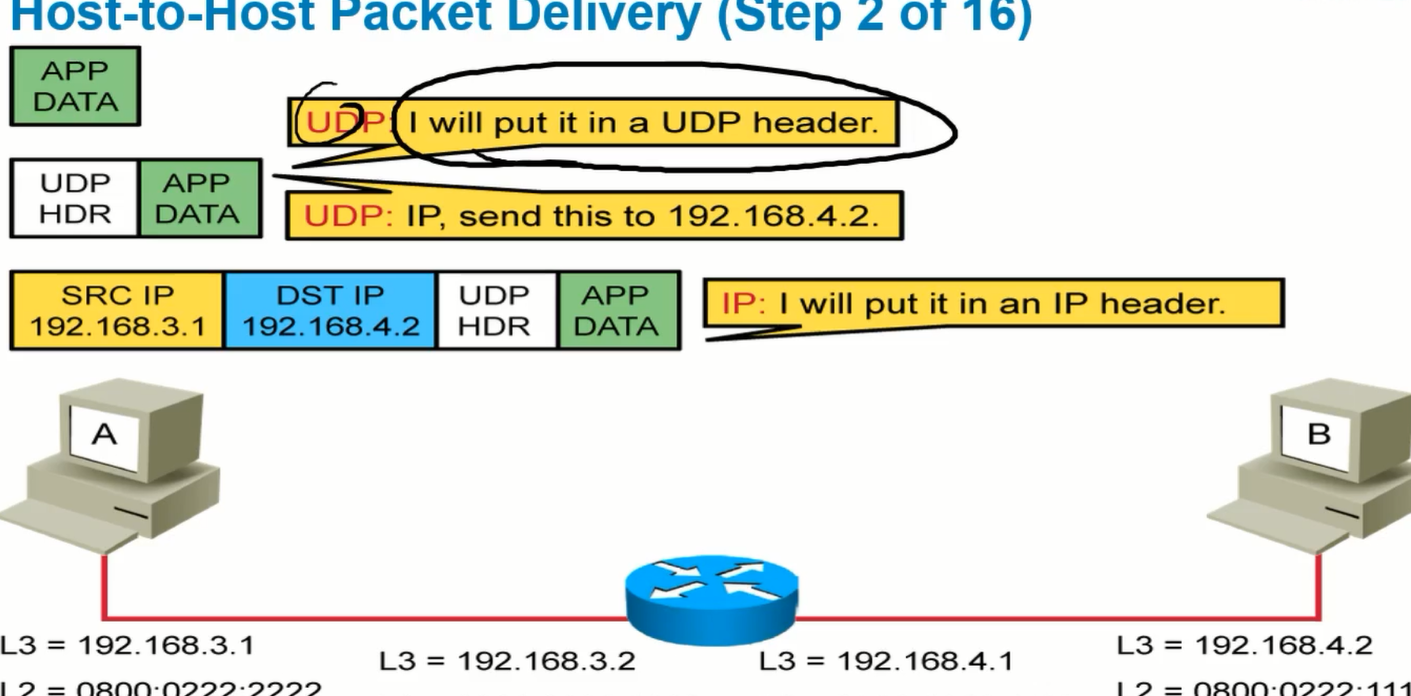 Host-to-Host Packet Delivery (Step 2 of 16)
APP
DATA
UDP: I will put it in a UDP header.
UDP
HDR
APP
DATA
UDP: IP, send this to 192.168.4.2.
SRC IP
192.168.3.1
DST IP
192.168.4.2
UDP
HDR
APP
DATA
IP: I will put it in an IP header.
A
B
L3 = 192.168.3.1
L3 = 192.168.3.2
L3 = 192.168.4.1
L3 = 192.168.4.2
L2 = 0800:0222:2222
L2 = 0800:0222:111